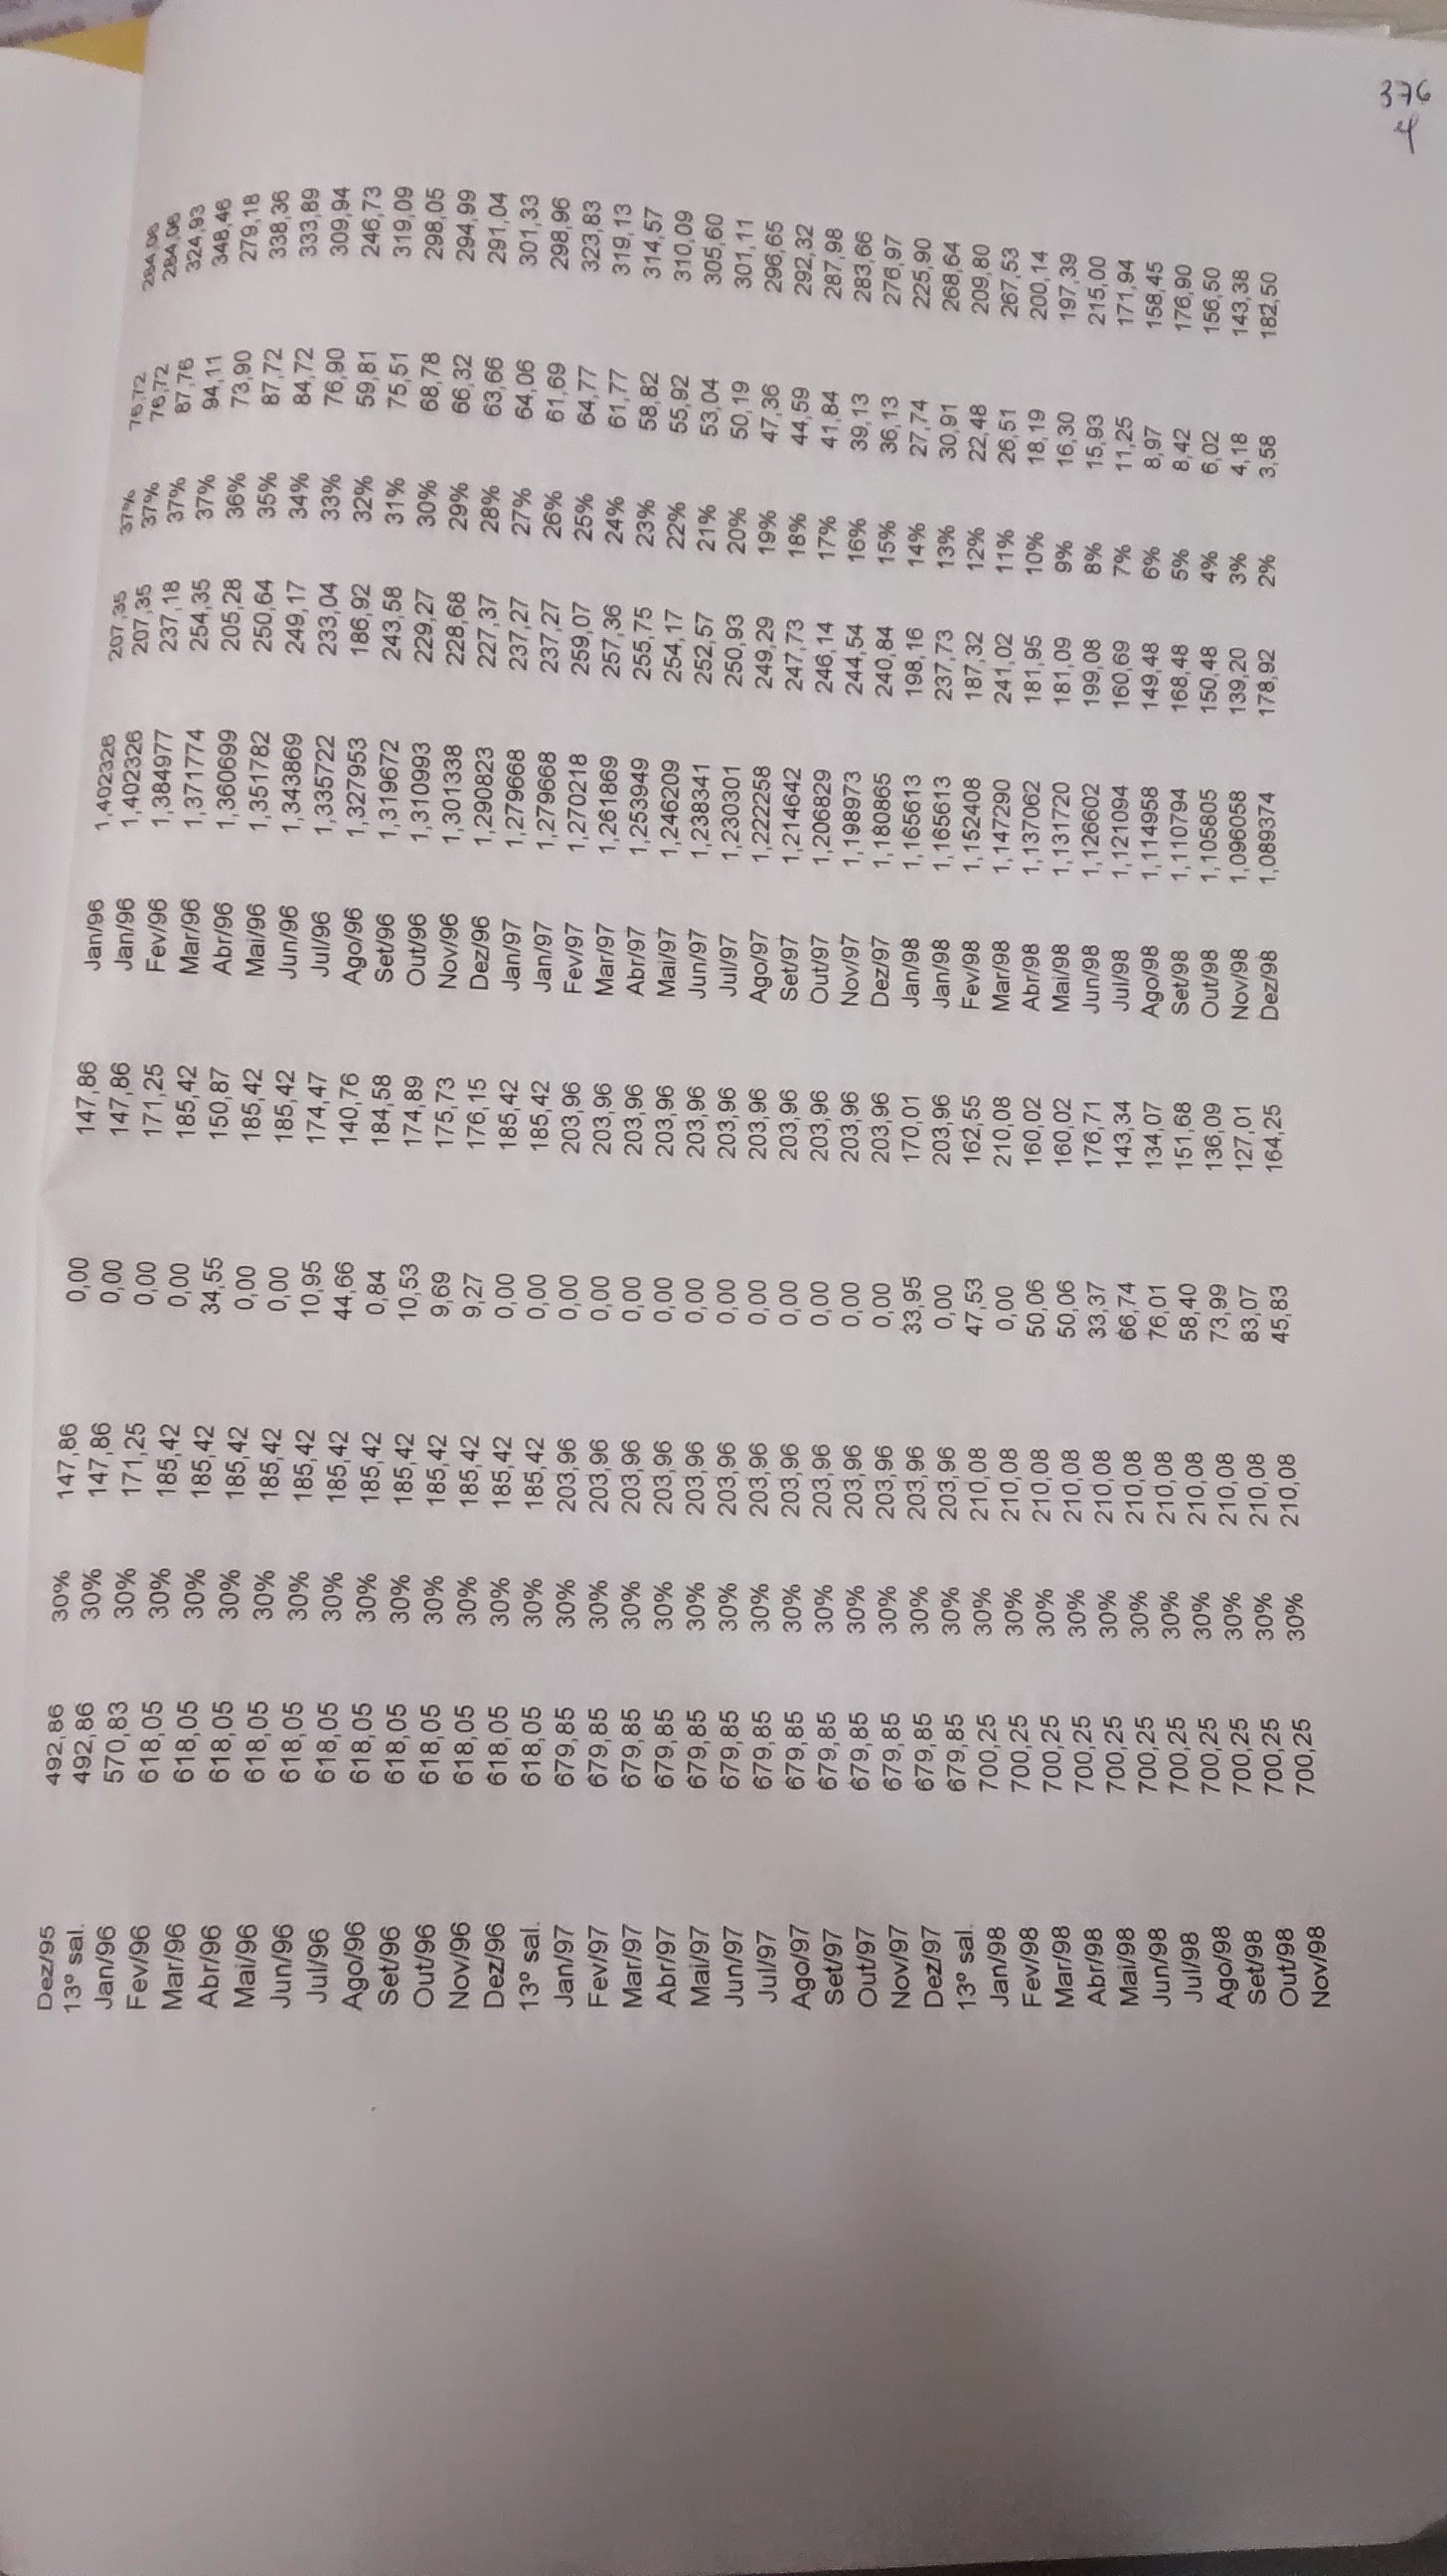 376
4
Dez/95 492,86 30% 147,86 0,00 147,86 Jan/96 1,402326 207,35 37% 76,72 284,06
13º sal. 492,86 30% 147,86 0,00 147,86 Jan/96 1,402326 207,35 37% 76,72 284,06
Jan/96 570,83 30% 171,25 0,00 171,25 Fev/96 1,384977 237,18 37% 87,76 324,93
Fev/96 618,05 30% 185,42 0,00 185,42 Mar/96 1,371774 254,35 37% 94,11 348,46
Mar/96 618,05 30% 185,42 34,55 150,87 Abr/96 1,360699 205,28 36% 73,90 279,18
Abr/96 618,05 30% 185,42 0,00 185,42 Mai/96 1,351782 250,64 35% 87,72 338,36
Mai/96 618,05 30% 185,42 0,00 185,42 Jun/96 1,343869 249,17 34% 84,72 333,89
Jun/96 618,05 30% 185,42 10,95 174,47 Jul/96 1,335722 233,04 33% 76,90 309,94
Jul/96 618,05 30% 185,42 44,66 140,76 Ago/96 1,327953 186,92 32% 59,81 246,73
Ago/96 618,05 30% 185,42 0,84 184,58 Set/96 1,319672 243,58 31% 75,51 319,09
Set/96 618,05 30% 185,42 10,53 174,89 Out/96 1,310993 229,27 30% 68,78 298,05
Out/96 618,05 30% 185,42 9,69 175,73 Nov/96 1,301338 228,68 29% 66,32 294,99
Nov/96 618,05 30% 185,42 9,27 176,15 Dez/96 1,290823 227,37 28% 63,66 291,04
Dez/96 618,05 30% 185,42 0,00 185,42 Jan/97 1,279668 237,27 27% 64,06 301,33
13º sal. 618,05 30% 185,42 0,00 185,42 Jan/97 1,279668 237,27 26% 61,69 298,96
Jan/97 679,85 30% 203,96 0,00 203,96 Fev/97 1,270218 259,07 25% 64,77 323,83
Fev/97 679,85 30% 203,96 0,00 203,96 Mar/97 1,261869 257,36 24% 61,77 319,13
Mar/97 679,85 30% 203,96 0,00 203,96 Abr/97 1,253949 255,75 23% 58,82 314,57
Abr/97 679,85 30% 203,96 0,00 203,96 Mai/97 1,246209 254,17 22% 55,92 310,09
Mai/97 679,85 30% 203,96 0,00 203,96 Jun/97 1,238341 252,57 21% 53,04 305,60
Jun/97 679,85 30% 203,96 0,00 203,96 Jul/97 1,230301 250,93 20% 50,19 301,11
Jul/97 679,85 30% 203,96 0,00 203,96 Ago/97 1,222258 249,29 19% 47,36 296,65
Ago/97 679,85 30% 203,96 0,00 203,96 Set/97 1,214642 247,73 18% 44,59 292,32
Set/97 679,85 30% 203,96 0,00 203,96 Out/97 1,206829 246,14 17% 41,84 287,98
Out/97 679,85 30% 203,96 0,00 203,96 Nov/97 1,198973 244,54 16% 39,13 283,66
Nov/97 679,85 30% 203,96 0,00 203,96 Dez/97 1,180865 240,84 15% 36,13 276,97
Dez/97 679,85 30% 203,96 33,95 170,01 Jan/98 1,165613 198,16 14% 27,74 225,90
13º sal. 679,85 30% 203,96 0,00 203,96 Jan/98 1,165613 237,73 13% 30,91 268,64
Jan/98 700,25 30% 210,08 47,53 162,55 Fev/98 1,152408 187,32 12% 22,48 209,80
Fev/98 700,25 30% 210,08 0,00 210,08 Mar/98 1,147290 241,02 11% 26,51 267,53
Mar/98 700,25 30% 210,08 50,06 160,02 Abr/98 1,137062 181,95 10% 18,19 200,14
Abr/98 700,25 30% 210,08 50,06 160,02 Mai/98 1,131720 181,09 9% 16,30 197,39
Mai/98 700,25 30% 210,08 33,37 176,71 Jun/98 1,126602 199,08 8% 15,93 215,00
Jun/98 700,25 30% 210,08 66,74 143,34 Jul/98 1,121094 160,69 7% 11,25 171,94
Jul/98 700,25 30% 210,08 76,01 134,07 Ago/98 1,114958 149,48 6% 8,97 158,45
Ago/98 700,25 30% 210,08 58,40 151,68 Set/98 1,110794 168,48 5% 8,42 176,90
Set/98 700,25 30% 210,08 73,99 136,09 Out/98 1,105805 150,48 4% 6,02 156,50
Out/98 700,25 30% 210,08 83,07 127,01 Nov/98 1,096058 139,20 3% 4,18 143,38
Nov/98 700,25 30% 210,08 45,83 164,25 Dez/98 1,089374 178,92 2% 3,58 182,50